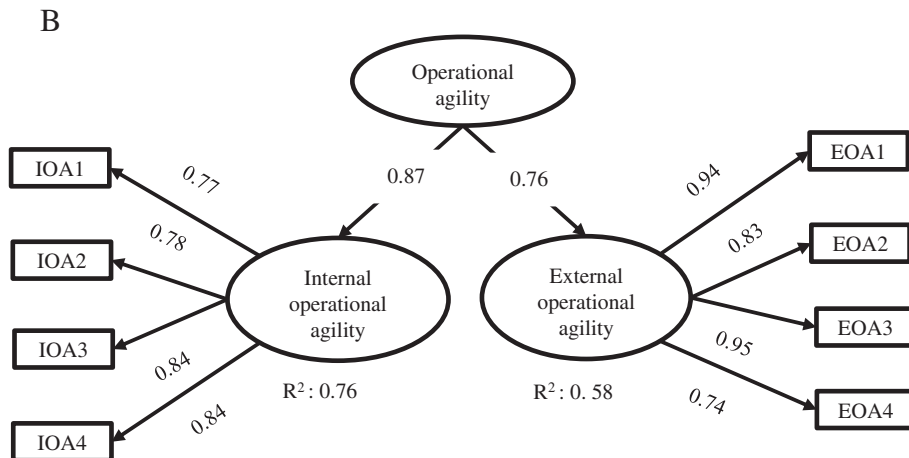 B
Operational
agility
IOA1
0.77
0.87
0.76
0.94
EOA1
IOA2
0.78
Internal
operational
agility
External
operational
agility
0.83
EOA2
IOA3
0.84
0.95
EOA3
R²: 0.76
R²: 0. 58
IOA4
0.84
0.74
EOA4